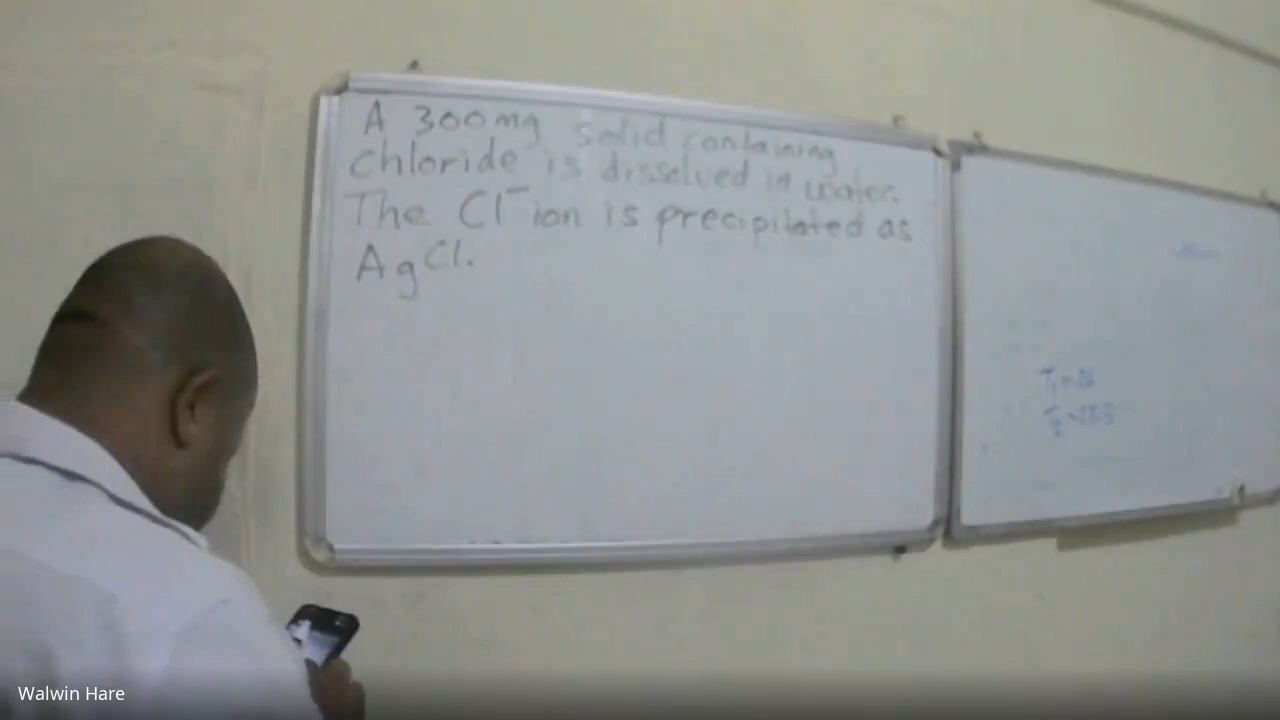 A 300mg solid containing
chloride is dissolved in water.
The Cl⁻ ion is precipitated as
AgCl.
Walwin Hare